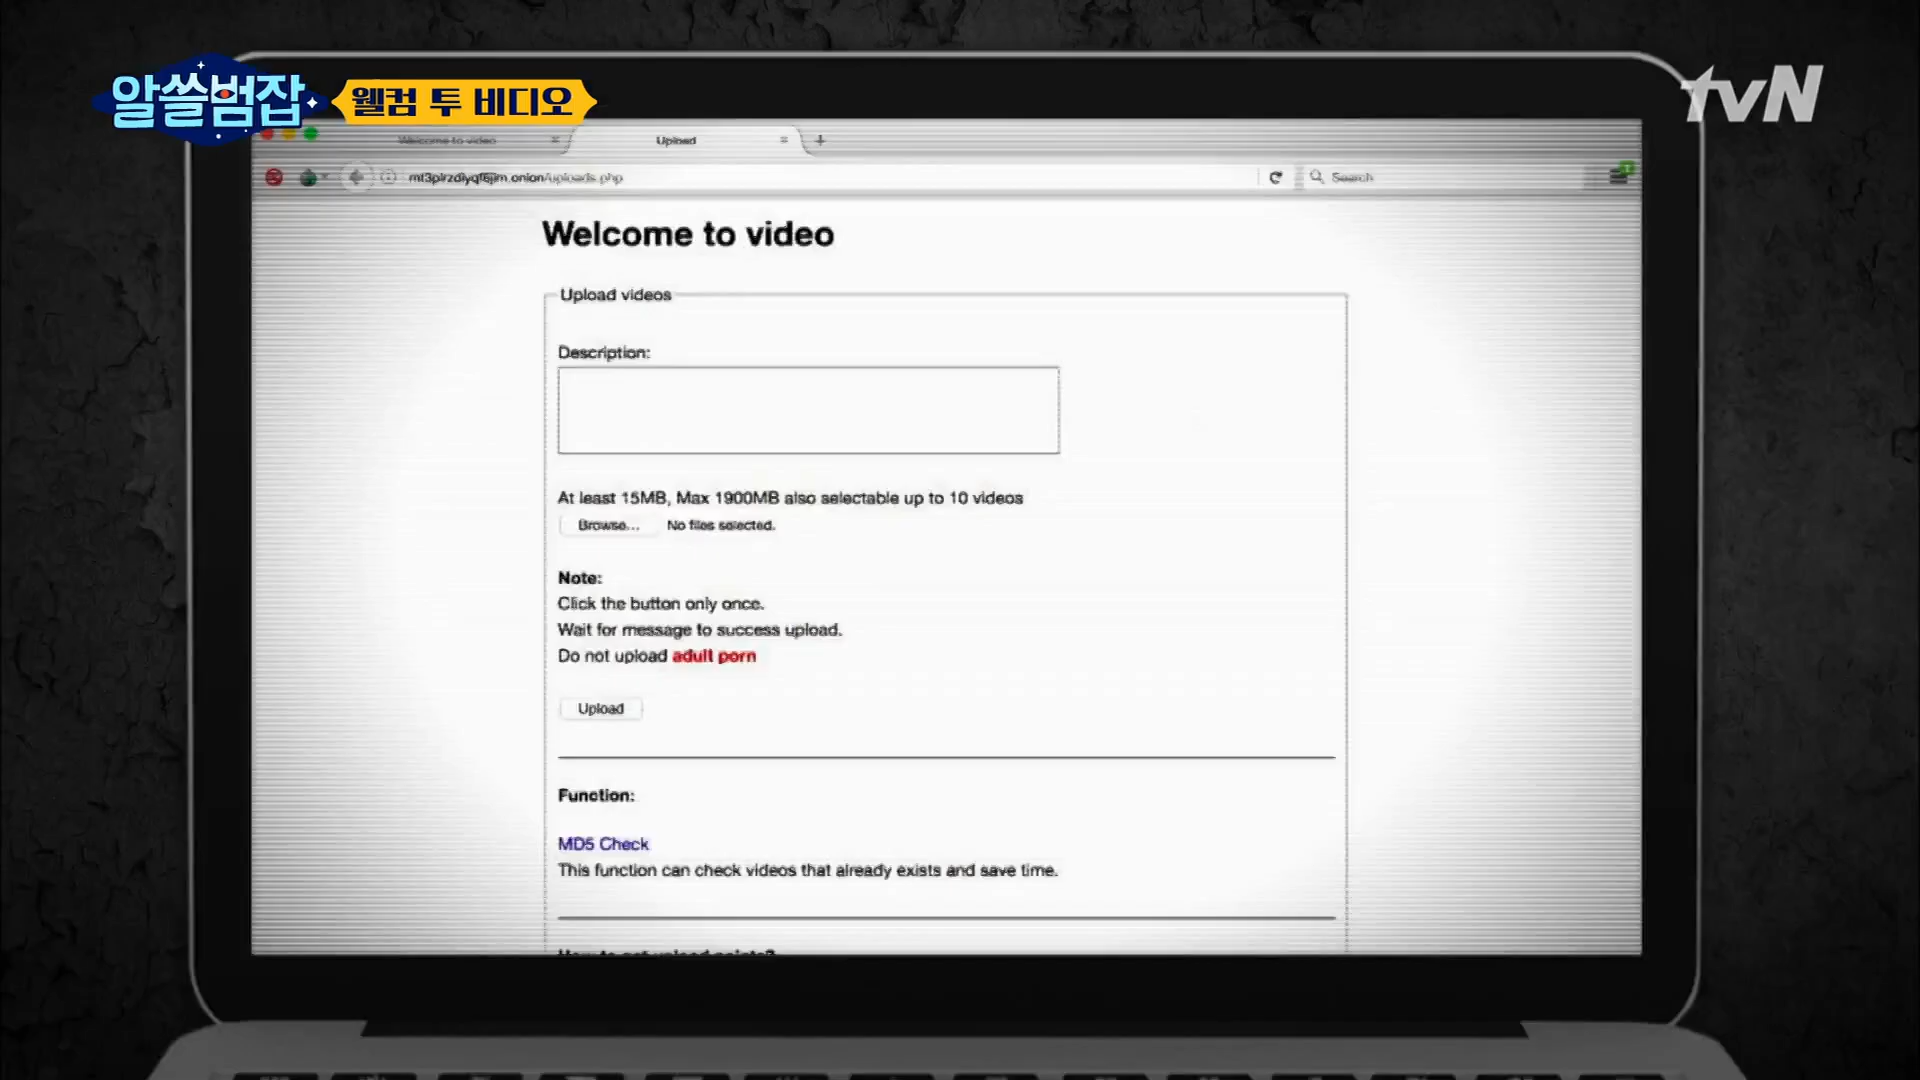 알쓸범잡
웰컴 투 비디오
tvN
Welcome to video
Upload
Search
Welcome to video
Upload videos
Description:
At least 15MB, Max 1900MB also selectable up to 10 videos
Browse... No files selected.
Note:
Click the button only once.
Wait for message to success upload.
Do not upload adult porn
Upload
Function:
MD5 Check
This function can check videos that already exists and save time.